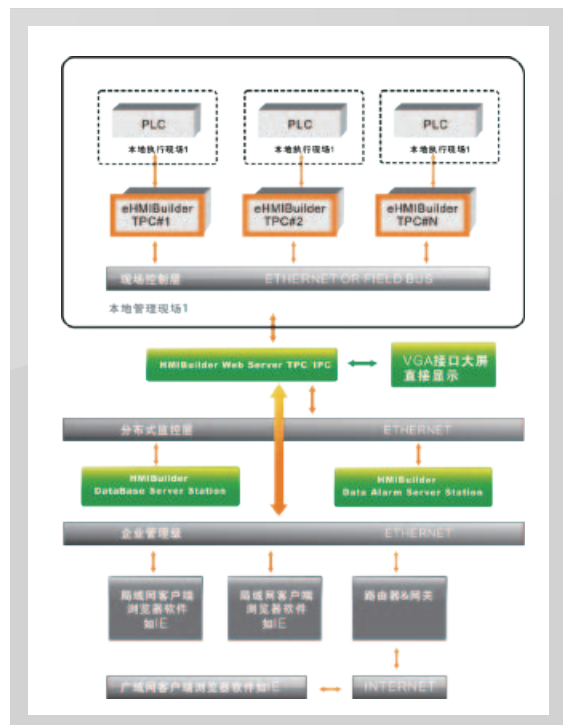 PLC
PLC
PLC
本地执行现场1
本地执行现场1
本地执行现场1
eHMIBuilder
TPC#1
eHMIBuilder
TPC#2
eHMIBuilder
TPC#N
现场控制层 ETHERNET OR FIELD BUS
本地管理现场1
HMIBuilder Web Server TPC/IPC
VGA接口大屏
直接显示
分布式监控层 ETHERNET
HMIBuilder
DataBase Server Station
HMIBuilder
Data Alarm Server Station
企业管理级 ETHERNET
局域网客户端
浏览器软件
如IE
局域网客户端
浏览器软件
如IE
路由器&网关
广域网客户端浏览器软件如IE
INTERNET